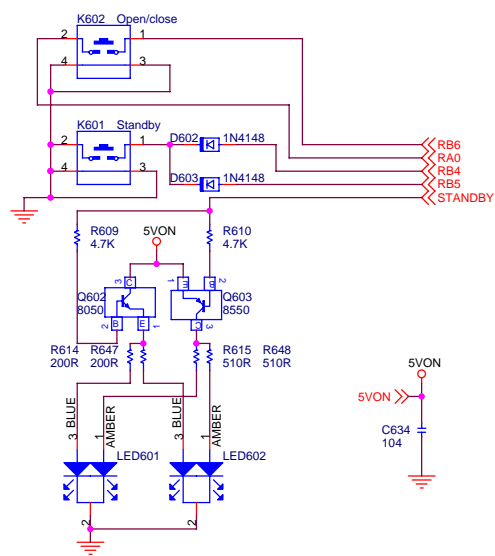 K602 Open/close
2 1
4 3
K601 Standby
2 1
4 3
D602 1N4148
D603 1N4148
RB6
RA0
RB4
RB5
STANDBY
R609
4.7K
5VON
R610
4.7K
3 C
1 E
B 2
Q602
8050
Q603
8550
2 B E 1
C 3
R614 R647
200R 200R
R615 R648
510R 510R
3 BLUE
1 AMBER
3 BLUE
1 AMBER
LED601
LED602
2
2
5VON
5VON
C634
104